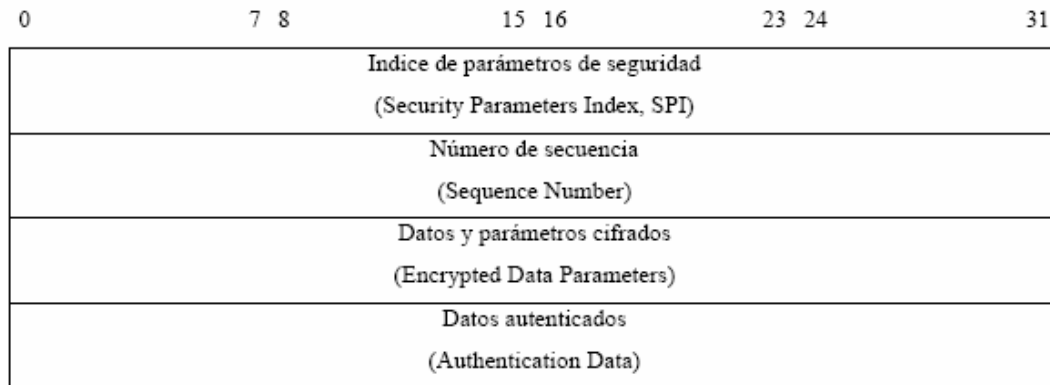 0 7 8 15 16 23 24 31
Indice de parámetros de seguridad
(Security Parameters Index, SPI)
Número de secuencia
(Sequence Number)
Datos y parámetros cifrados
(Encrypted Data Parameters)
Datos autenticados
(Authentication Data)